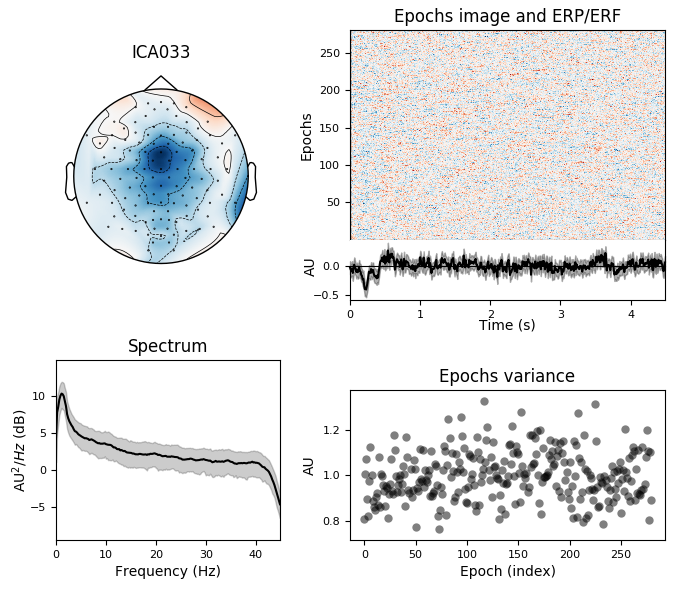 Epochs image and ERP/ERF
ICA033
250
200
150
100
50
Epochs
0.0
−0.5
AU
0 1 2 3 4
Time (s)
Spectrum
10
5
0
−5
AU²/Hz (dB)
0 10 20 30 40
Frequency (Hz)
Epochs variance
1.2
1.0
0.8
AU
0 50 100 150 200 250
Epoch (index)